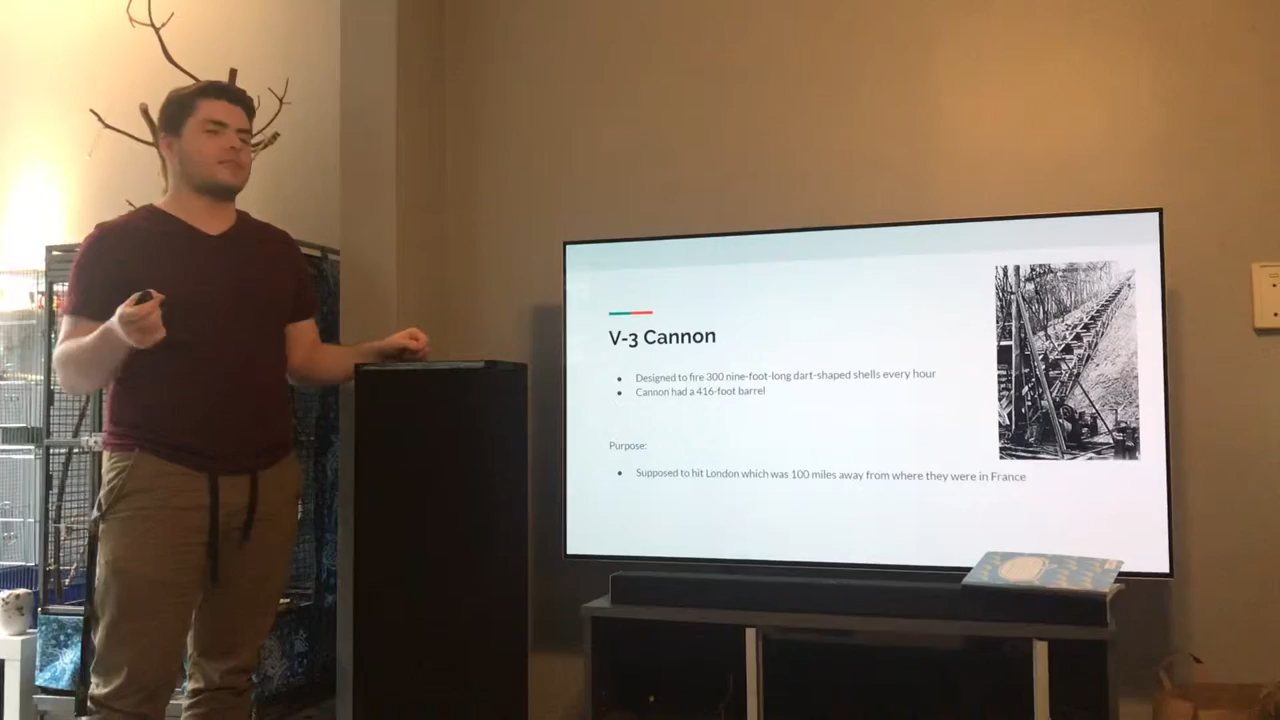 V-3 Cannon
● Designed to fire 300 nine-foot-long dart-shaped shells every hour
● Cannon had a 416-foot barrel
Purpose:
● Supposed to hit London which was 100 miles away from where they were in France